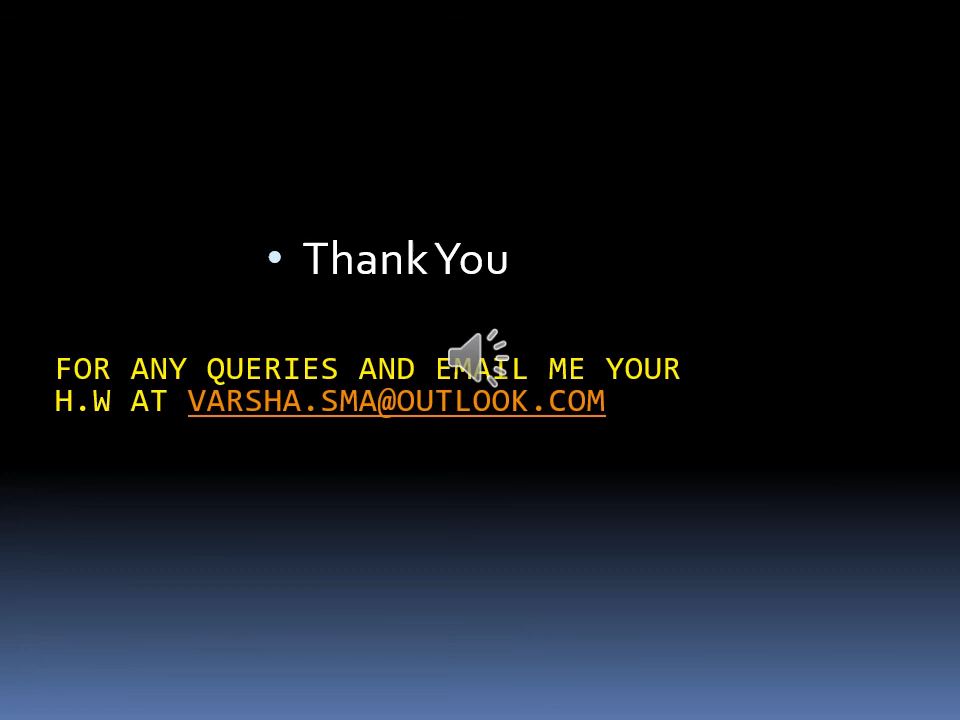 • Thank You
FOR ANY QUERIES AND EMAIL ME YOUR
H.W AT VARSHA.SMA@OUTLOOK.COM